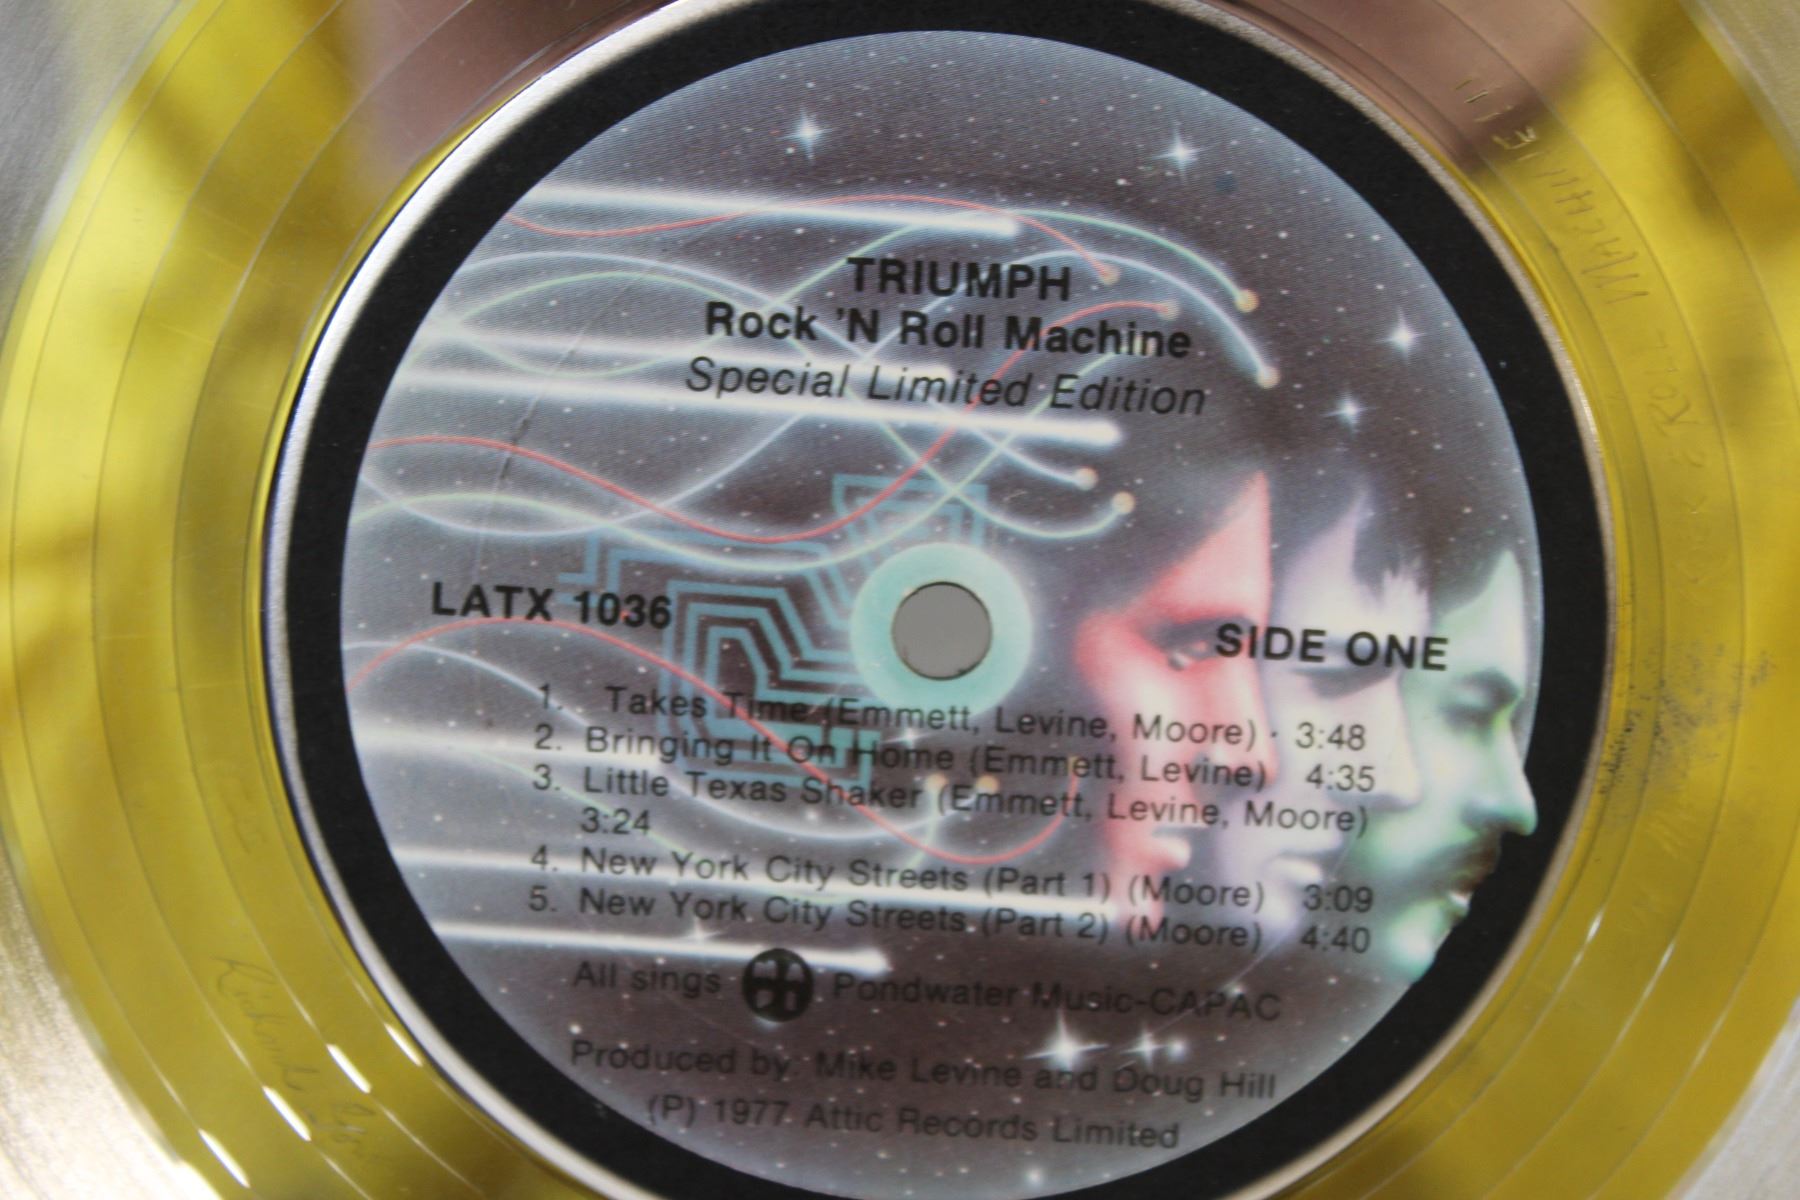 TRIUMPH
Rock 'N Roll Machine
Special Limited Edition
LATX 1036
SIDE ONE
1. Takes Time (Emmett, Levine, Moore) · 3:48
2. Bringing It On Home (Emmett, Levine) 4:35
3. Little Texas Shaker (Emmett, Levine, Moore)
3:24
4. New York City Streets (Part 1) (Moore) 3:09
5. New York City Streets (Part 2) (Moore) 4:40
All sings Pondwater Music-CAPAC
Produced by: Mike Levine and Doug Hill
(P) 1977 Attic Records Limited